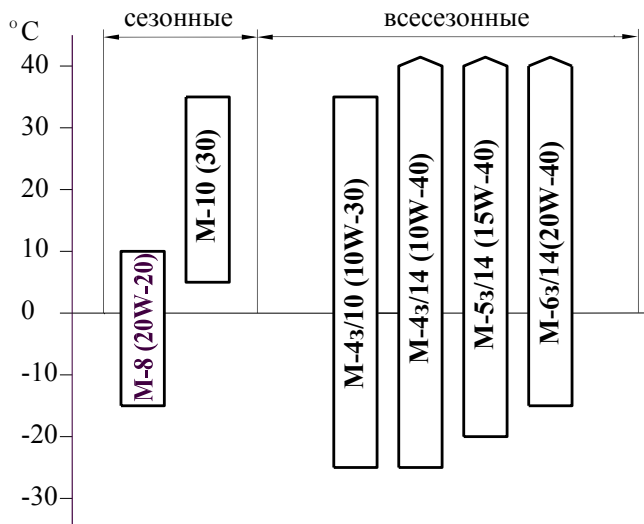 сезонные
всесезонные
°C
40
30
20
10
0
-10
-20
-30
М-8 (20W-20)
М-10 (30)
М-4з/10 (10W-30)
М-4з/14 (10W-40)
М-5з/14 (15W-40)
М-6з/14(20W-40)